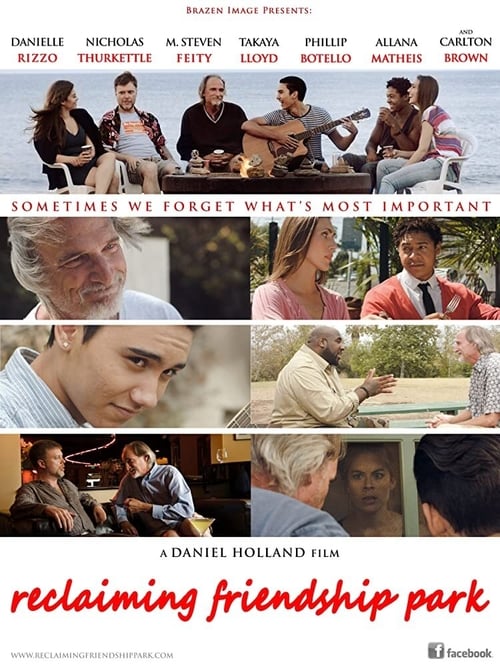 BRAZEN IMAGE PRESENTS:
DANIELLE RIZZO
NICHOLAS THURKETTLE
M. STEVEN FEITY
TAKAYA LLOYD
PHILLIP BOTELLO
ALLANA MATHEIS
AND CARLTON BROWN
SOMETIMES WE FORGET WHAT'S MOST IMPORTANT
A DANIEL HOLLAND FILM
reclaiming friendship park
WWW.RECLAIMINGFRIENDSHIPPARK.COM
f facebook